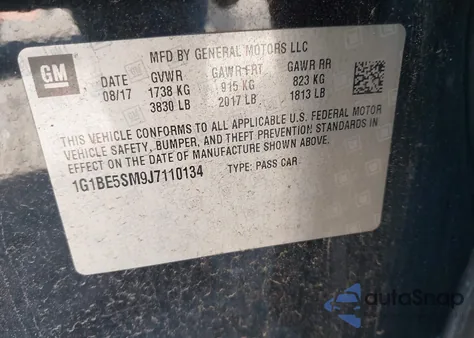 GM
MFD BY GENERAL MOTORS LLC
DATE GVWR GAWR FRT GAWR RR
08/17 1738 KG 915 KG 823 KG
3830 LB 2017 LB 1813 LB
THIS VEHICLE CONFORMS TO ALL APPLICABLE U.S. FEDERAL MOTOR
VEHICLE SAFETY, BUMPER, AND THEFT PREVENTION STANDARDS IN
EFFECT ON THE DATE OF MANUFACTURE SHOWN ABOVE.
1G1BE5SM9J7110134 TYPE: PASS CAR
autoSnap